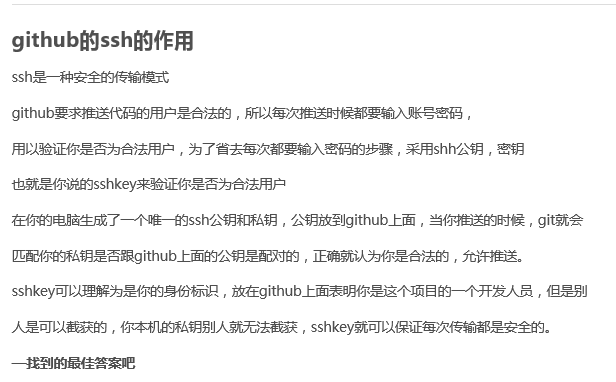 github的ssh的作用
ssh是一种安全的传输模式
github要求推送代码的用户是合法的，所以每次推送时候都要输入账号密码，
用以验证你是否为合法用户，为了省去每次都要输入密码的步骤，采用shh公钥，密钥
也就是你说的sshkey来验证你是否为合法用户
在你的电脑生成了一个唯一的ssh公钥和私钥，公钥放到github上面，当你推送的时候，git就会
匹配你的私钥是否跟github上面的公钥是配对的，正确就认为你是合法的，允许推送。
sshkey可以理解为是你的身份标识，放在github上面表明你是这个项目的一个开发人员，但是别
人是可以截获的，你本机的私钥别人就无法截获，sshkey就可以保证每次传输都是安全的。
—找到的最佳答案吧